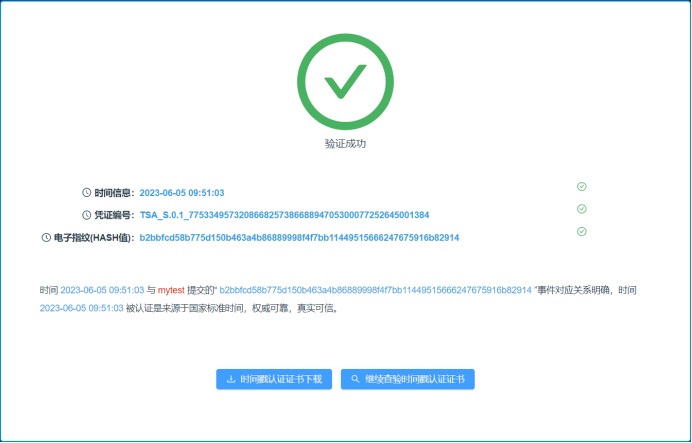 验证成功
时间信息：2023-06-05 09:51:03
凭证编号：TSA_S.0.1_77533495732086682573866889470530077252645001384
电子指纹(HASH值)：b2bbfcd58b775d150b463a4b86889998f4f7bb11449515666247675916b82914
时间 2023-06-05 09:51:03 与 mytest 提交的“ b2bbfcd58b775d150b463a4b86889998f4f7bb11449515666247675916b82914 ”事件对应关系明确，时间
2023-06-05 09:51:03 被认证是来源于国家标准时间，权威可靠，真实可信。
时间戳认证证书下载 继续查验时间戳认证证书